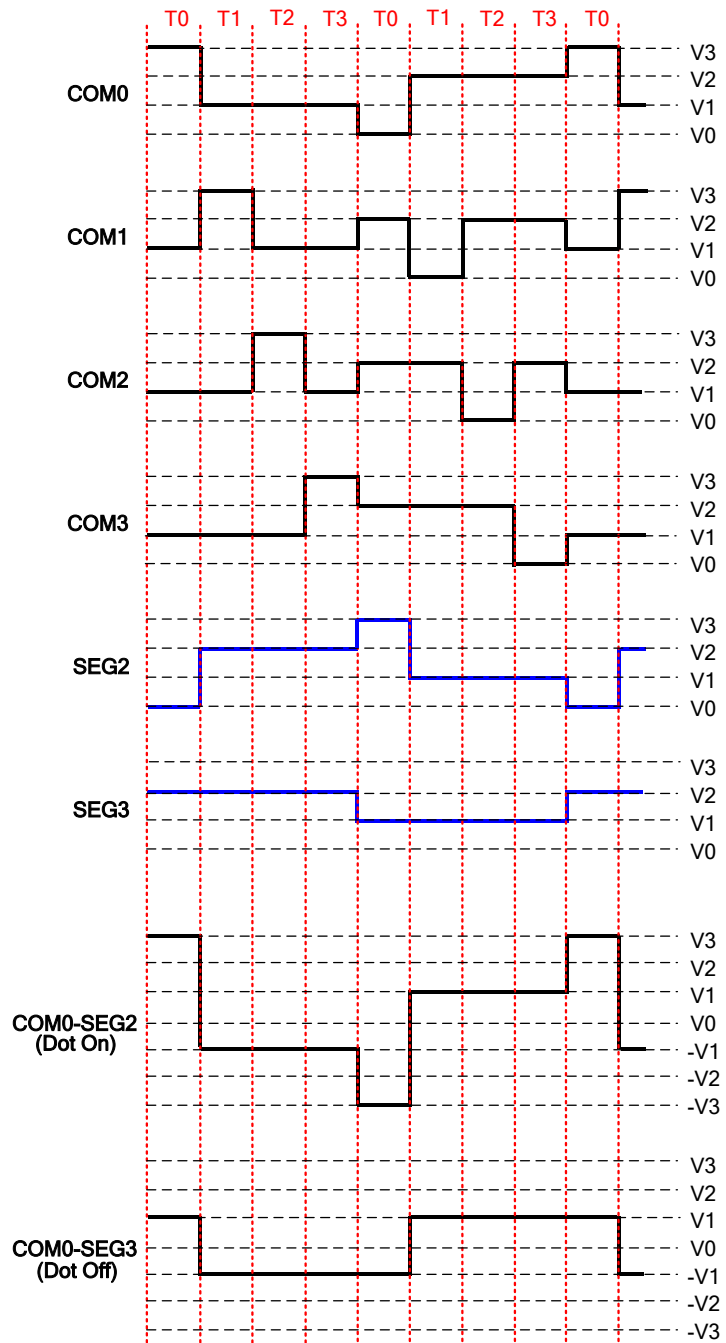 T0 T1 T2 T3 T0 T1 T2 T3 T0
V3
V2
COM0
V1
V0
V3
V2
COM1
V1
V0
V3
V2
COM2
V1
V0
V3
V2
COM3
V1
V0
V3
V2
SEG2
V1
V0
V3
V2
SEG3
V1
V0
V3
V2
V1
COM0-SEG2
V0
(Dot On)
-V1
-V2
-V3
V3
V2
V1
COM0-SEG3
V0
(Dot Off)
-V1
-V2
-V3